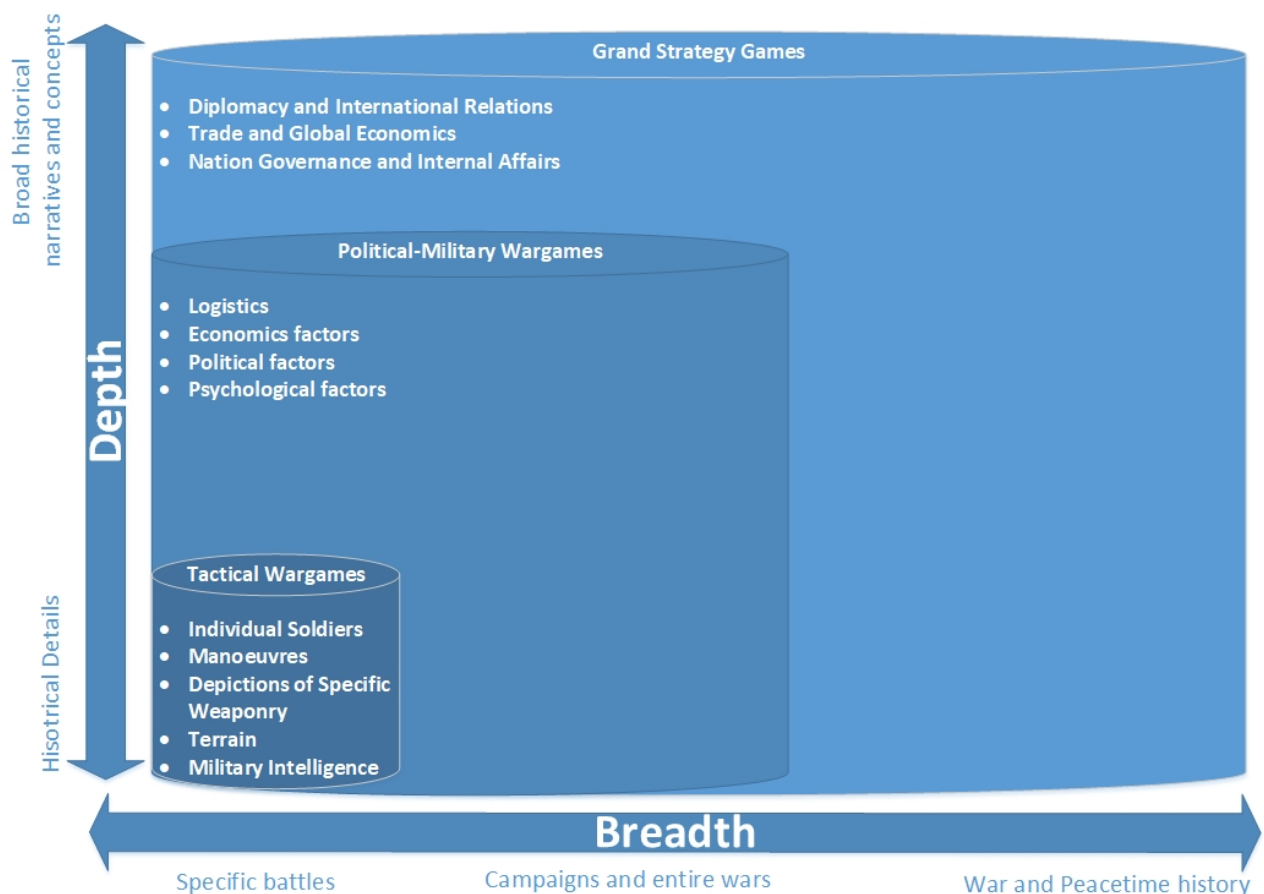 Broad historical
narratives and concepts
Depth
Hisotrical Details
Grand Strategy Games
• Diplomacy and International Relations
• Trade and Global Economics
• Nation Governance and Internal Affairs
Political-Military Wargames
• Logistics
• Economics factors
• Political factors
• Psychological factors
Tactical Wargames
• Individual Soldiers
• Manoeuvres
• Depictions of Specific
Weaponry
• Terrain
• Military Intelligence
Breadth
Specific battles
Campaigns and entire wars
War and Peacetime history